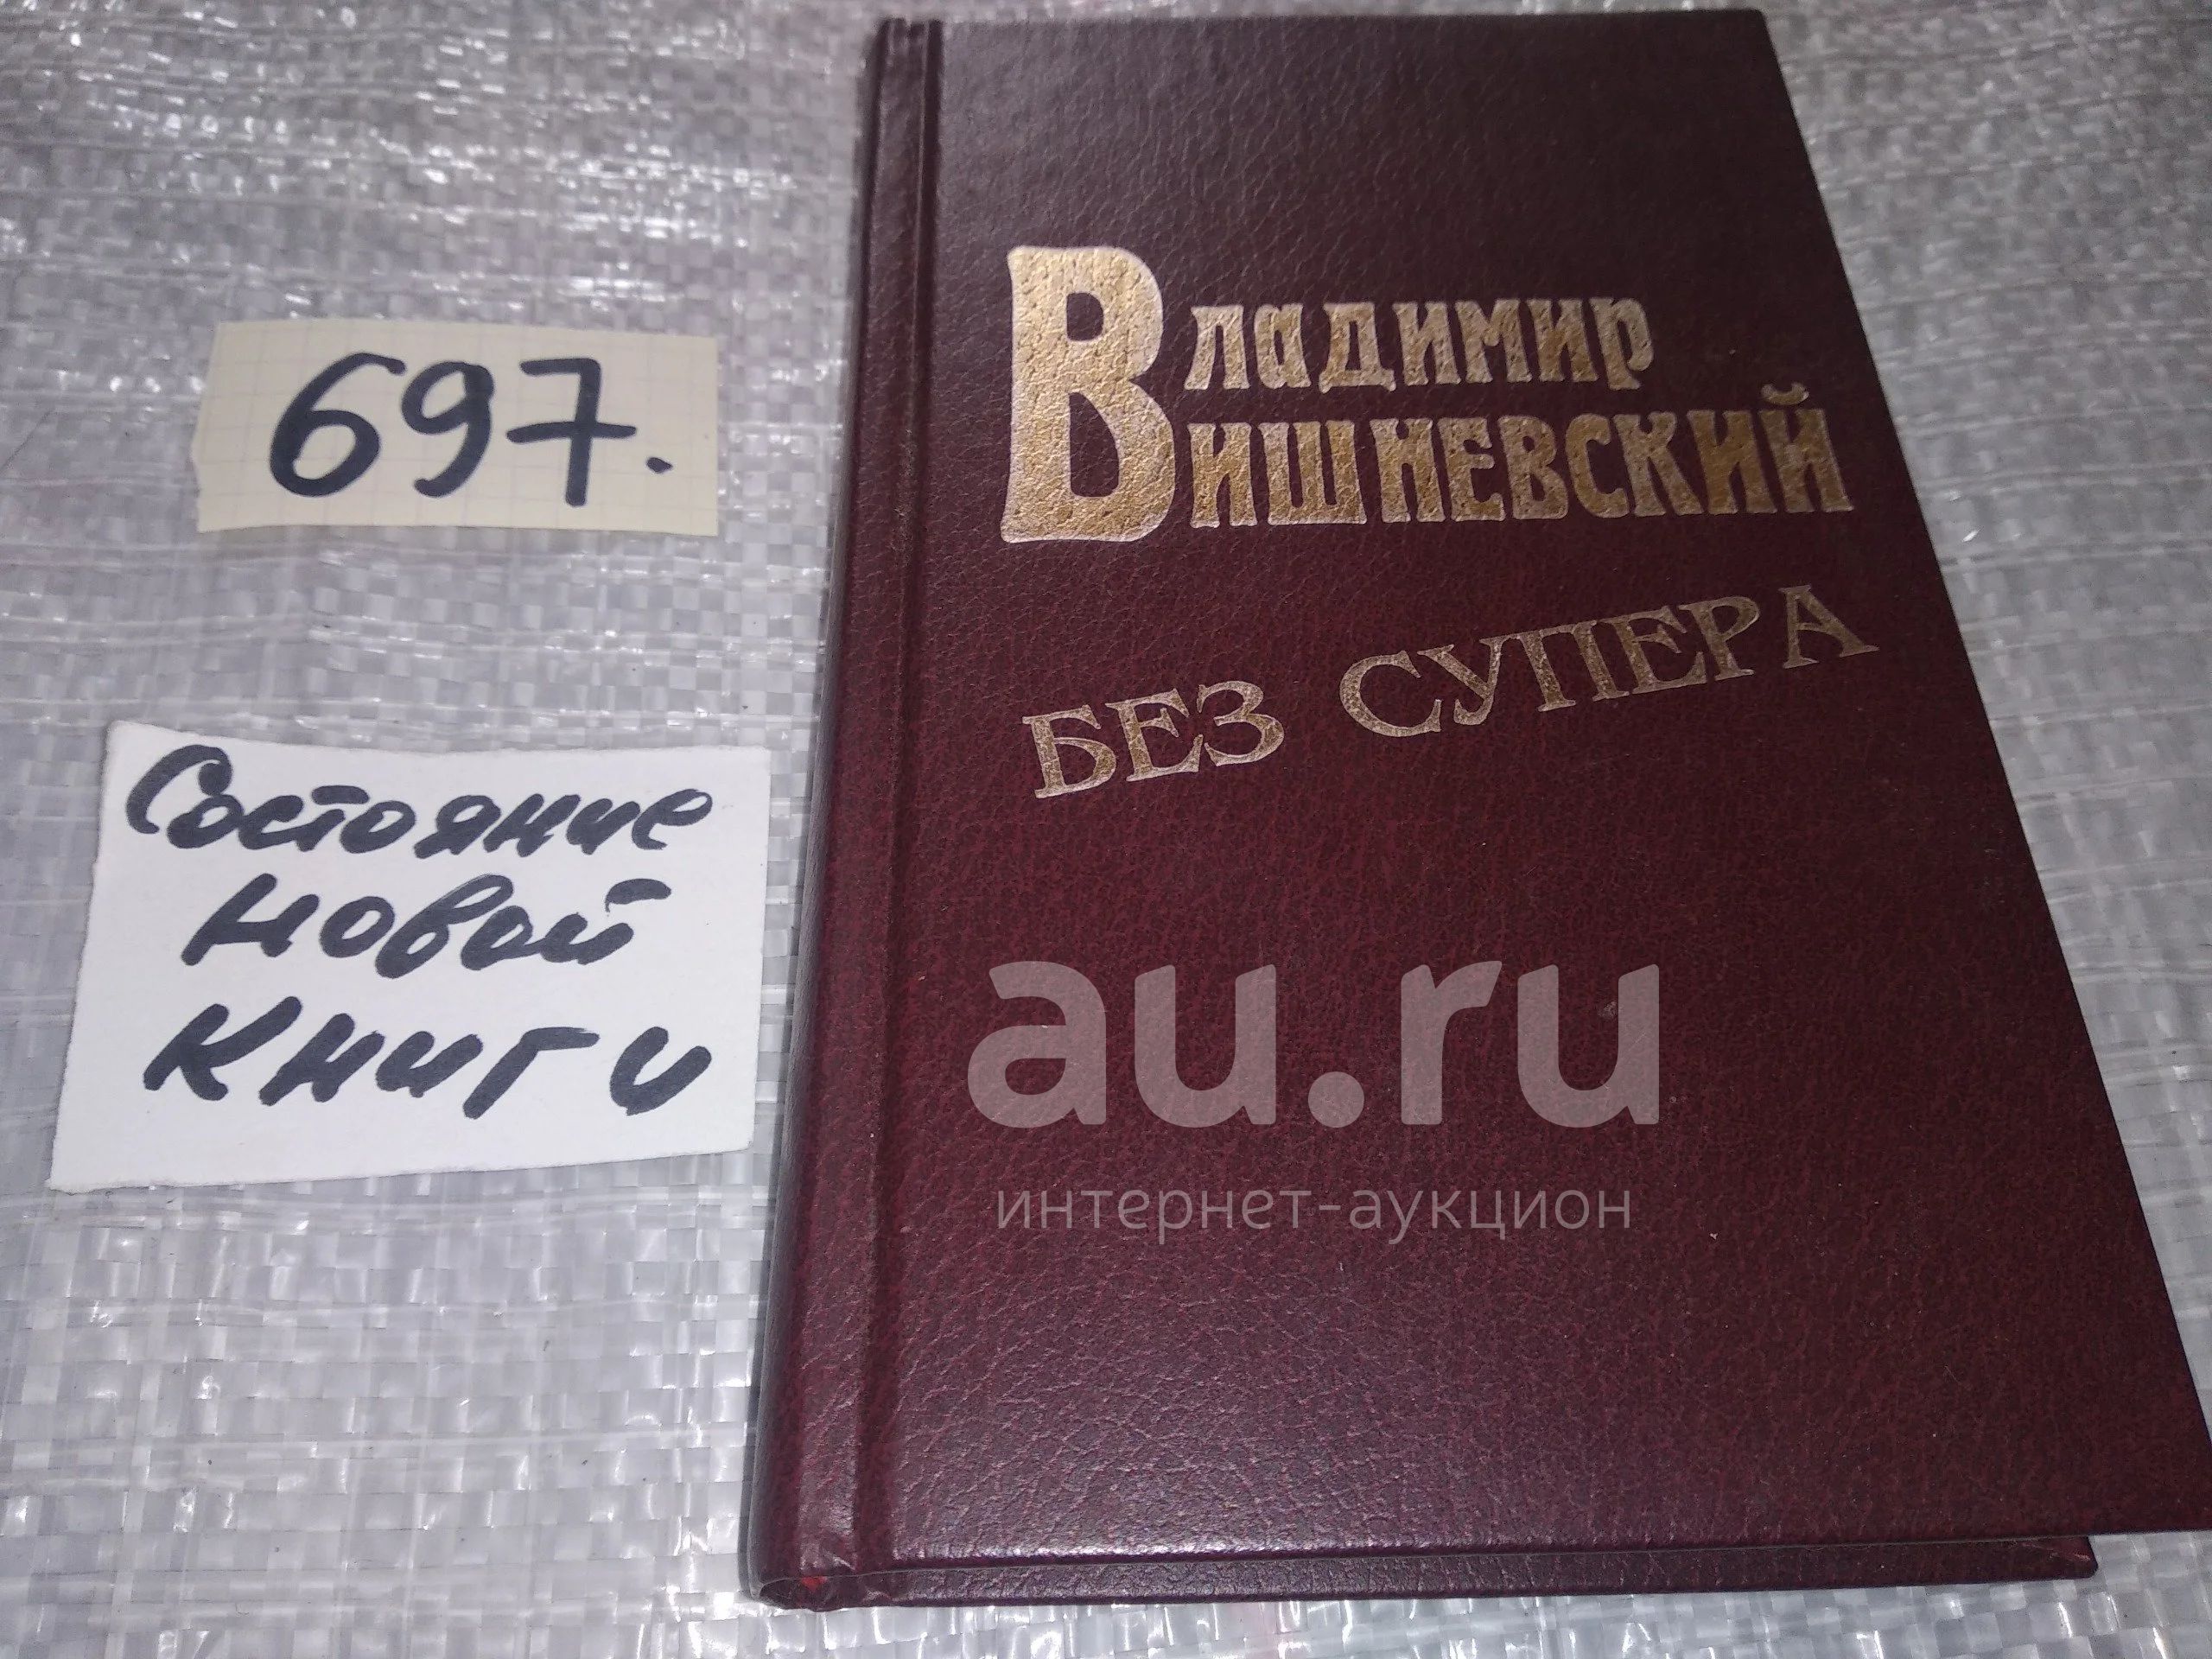 697.
Состояние
новой
книги
Владимир
Вишневский
БЕЗ СУПЕРА
au.ru
интернет-аукцион